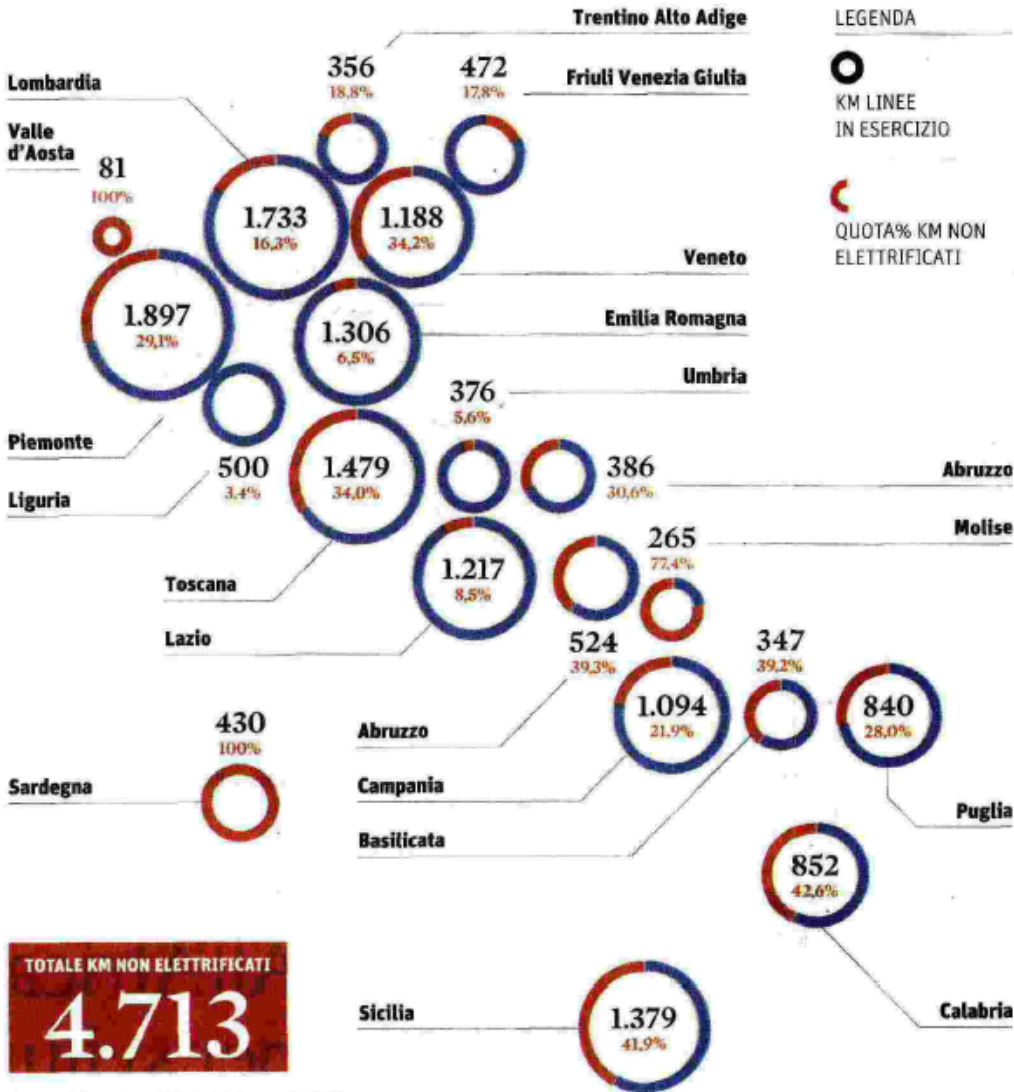 Trentino Alto Adige
LEGENDA
356
18,8%
472
17,8%
Lombardia
Friuli Venezia Giulia
KM LINEE
IN ESERCIZIO
Valle
d'Aosta
81
100%
1.733
16,3%
1.188
34,2%
QUOTA% KM NON
ELETTRIFICATI
Veneto
1.897
29,1%
1.306
6,5%
Emilia Romagna
Umbria
376
5,6%
Piemonte
500
3,4%
1.479
34,0%
386
30,6%
Abruzzo
Liguria
Molise
265
77,4%
1.217
8,5%
Toscana
Lazio
524
39,3%
347
39,2%
1.094
21,9%
840
28,0%
Abruzzo
430
100%
Sardegna
Campania
Puglia
Basilicata
852
42,6%
TOTALE KM NON ELETTRIFICATI
4.713
Sicilia
1.379
41,9%
Calabria